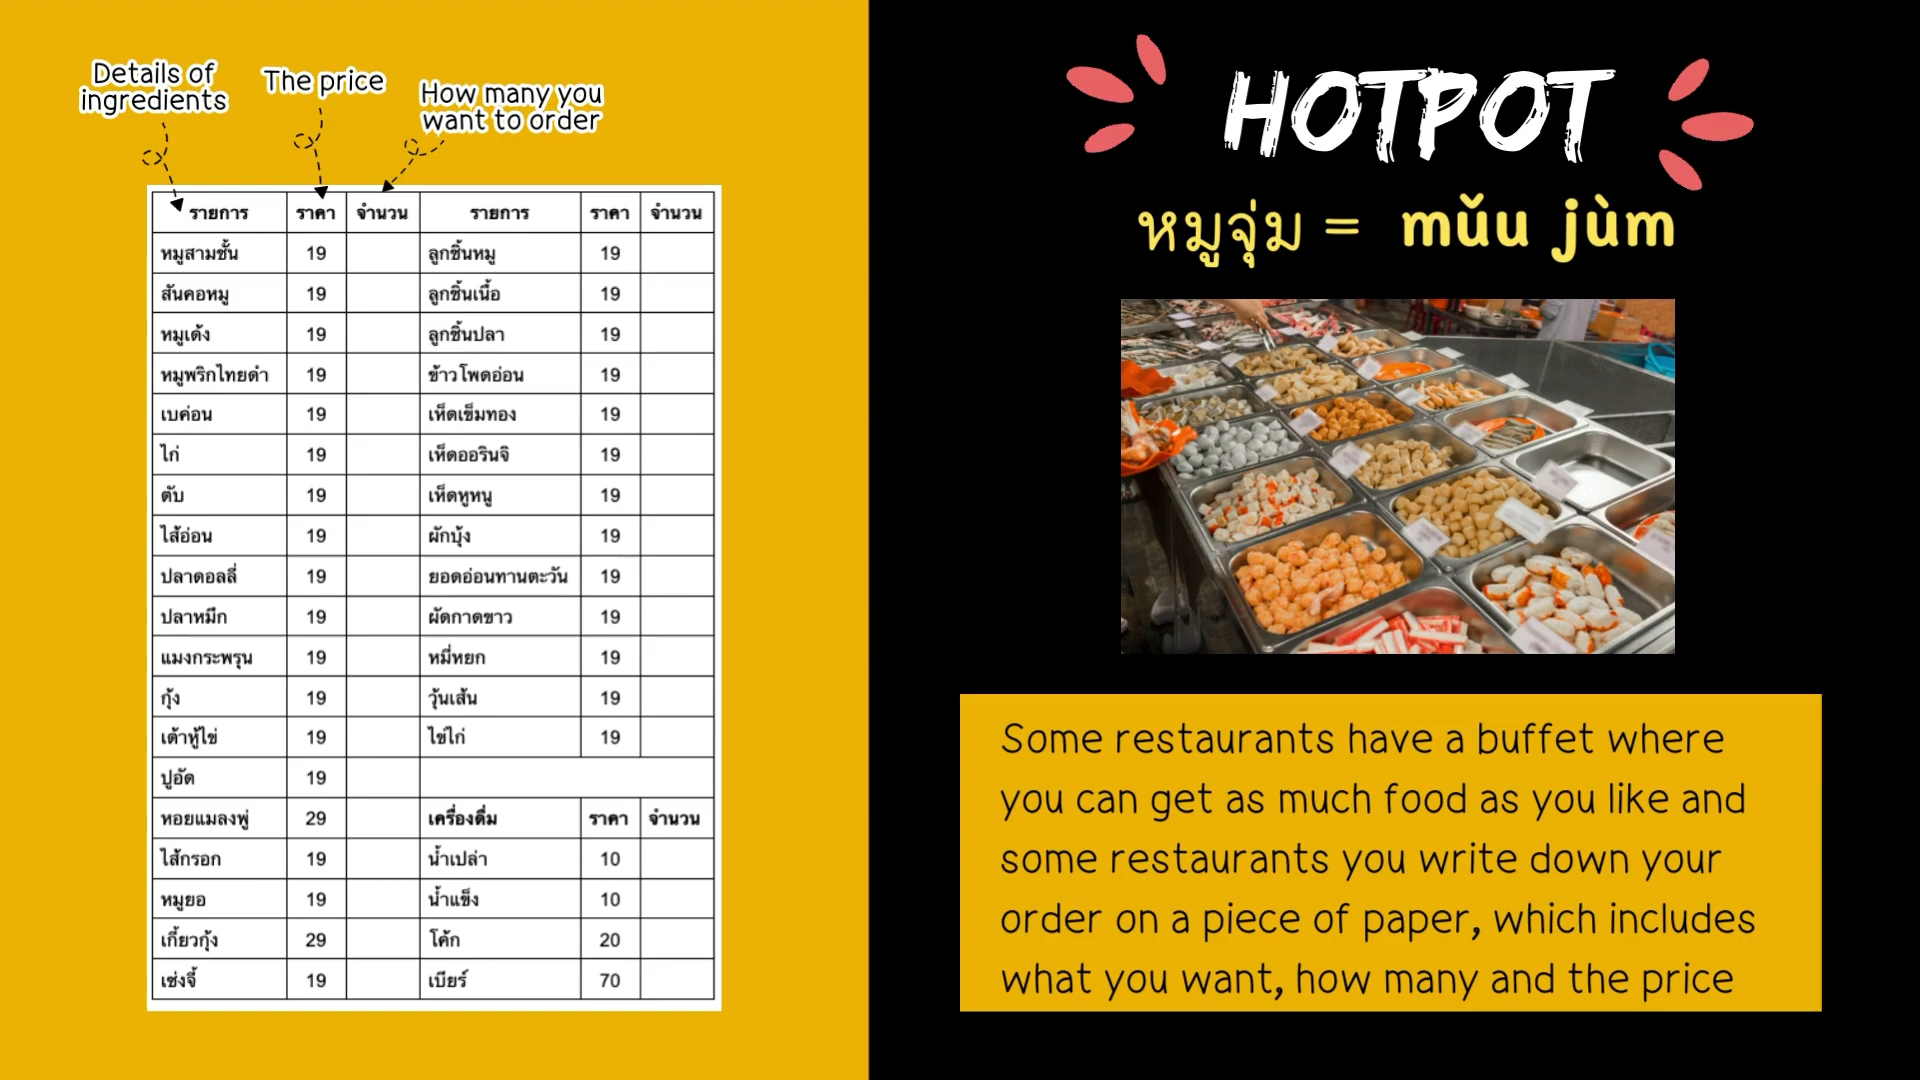 Details of
ingredients
The price
How many you
want to order
รายการ ราคา จำนวน รายการ ราคา จำนวน
หมูสามชั้น 19 ลูกชิ้นหมู 19
สันคอหมู 19 ลูกชิ้นเนื้อ 19
หมูเด้ง 19 ลูกชิ้นปลา 19
หมูพริกไทยดำ 19 ข้าวโพดอ่อน 19
เบค่อน 19 เห็ดเข็มทอง 19
ไก่ 19 เห็ดออรินจิ 19
ตับ 19 เห็ดหูหนู 19
ไส้อ่อน 19 ผักบุ้ง 19
ปลาดอลลี่ 19 ยอดอ่อนทานตะวัน 19
ปลาหมึก 19 ผัดกาดขาว 19
แมงกระพรุน 19 หมี่หยก 19
กุ้ง 19 วุ้นเส้น 19
เต้าหู้ไข่ 19 ไข่ไก่ 19
ปูอัด 19
หอยแมลงพู่ 29 เครื่องดื่ม ราคา จำนวน
ไส้กรอก 19 น้ำเปล่า 10
หมูยอ 19 น้ำแข็ง 10
เกี๊ยวกุ้ง 29 โค้ก 20
เซ่งจี้ 19 เบียร์ 70
HOTPOT
หมูจุ่ม = mǔu jùm
Some restaurants have a buffet where
you can get as much food as you like and
some restaurants you write down your
order on a piece of paper, which includes
what you want, how many and the price